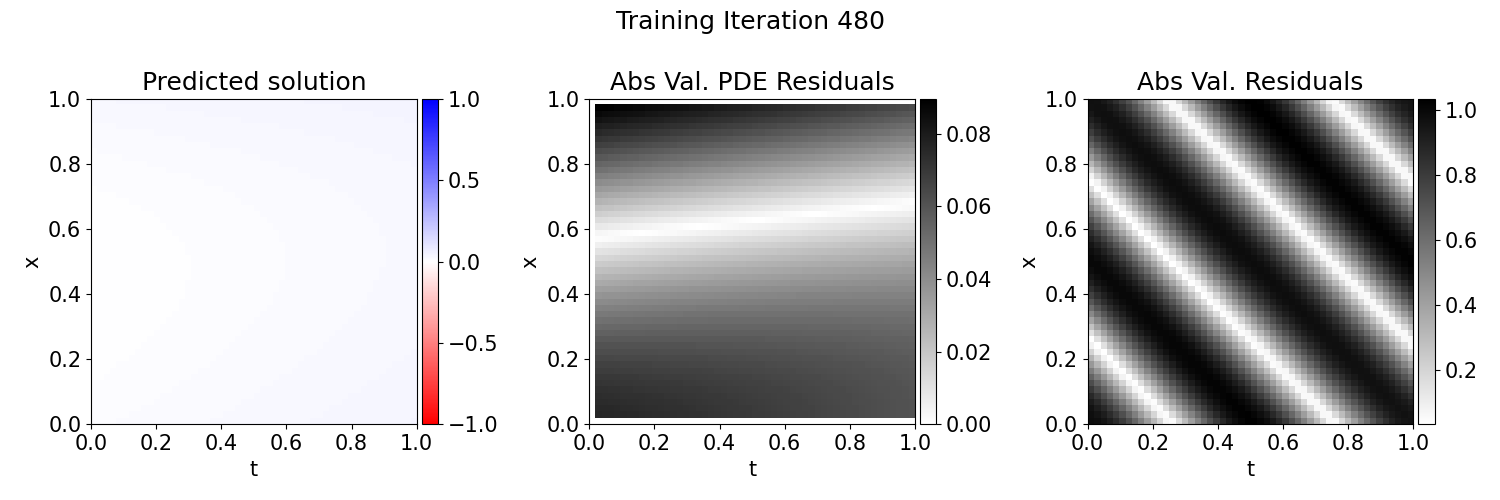 Training Iteration 480
Predicted solution
1.0
0.8
0.6
0.4
0.2
0.0
x
0.0 0.2 0.4 0.6 0.8 1.0
t
1.0
0.5
0.0
−0.5
−1.0
Abs Val. PDE Residuals
1.0
0.8
0.6
0.4
0.2
0.0
x
0.0 0.2 0.4 0.6 0.8 1.0
t
0.08
0.06
0.04
0.02
0.00
Abs Val. Residuals
1.0
0.8
0.6
0.4
0.2
0.0
x
0.0 0.2 0.4 0.6 0.8 1.0
t
1.0
0.8
0.6
0.4
0.2